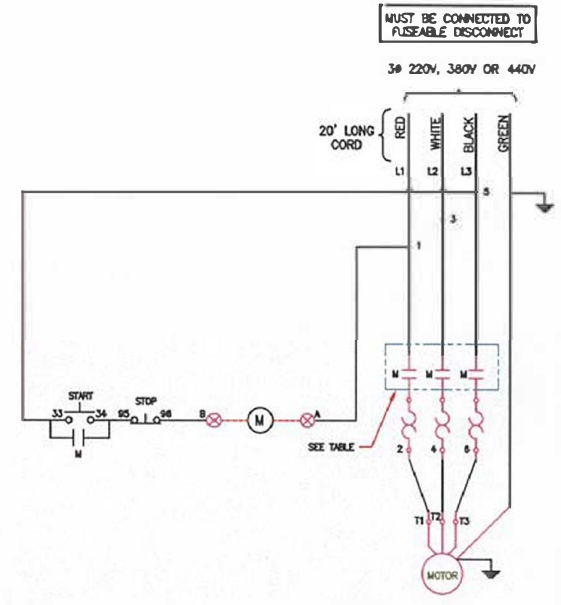 MUST BE CONNECTED TO
FUSEABLE DISCONNECT
3Φ 220V, 380V OR 440V
20' LONG
CORD
RED
WHITE
BLACK
GREEN
L1
L2
L3
5
3
1
M
M
M
START
STOP
33
34
95
96
B
M
A
M
SEE TABLE
2
4
6
T1
T2
T3
MOTOR